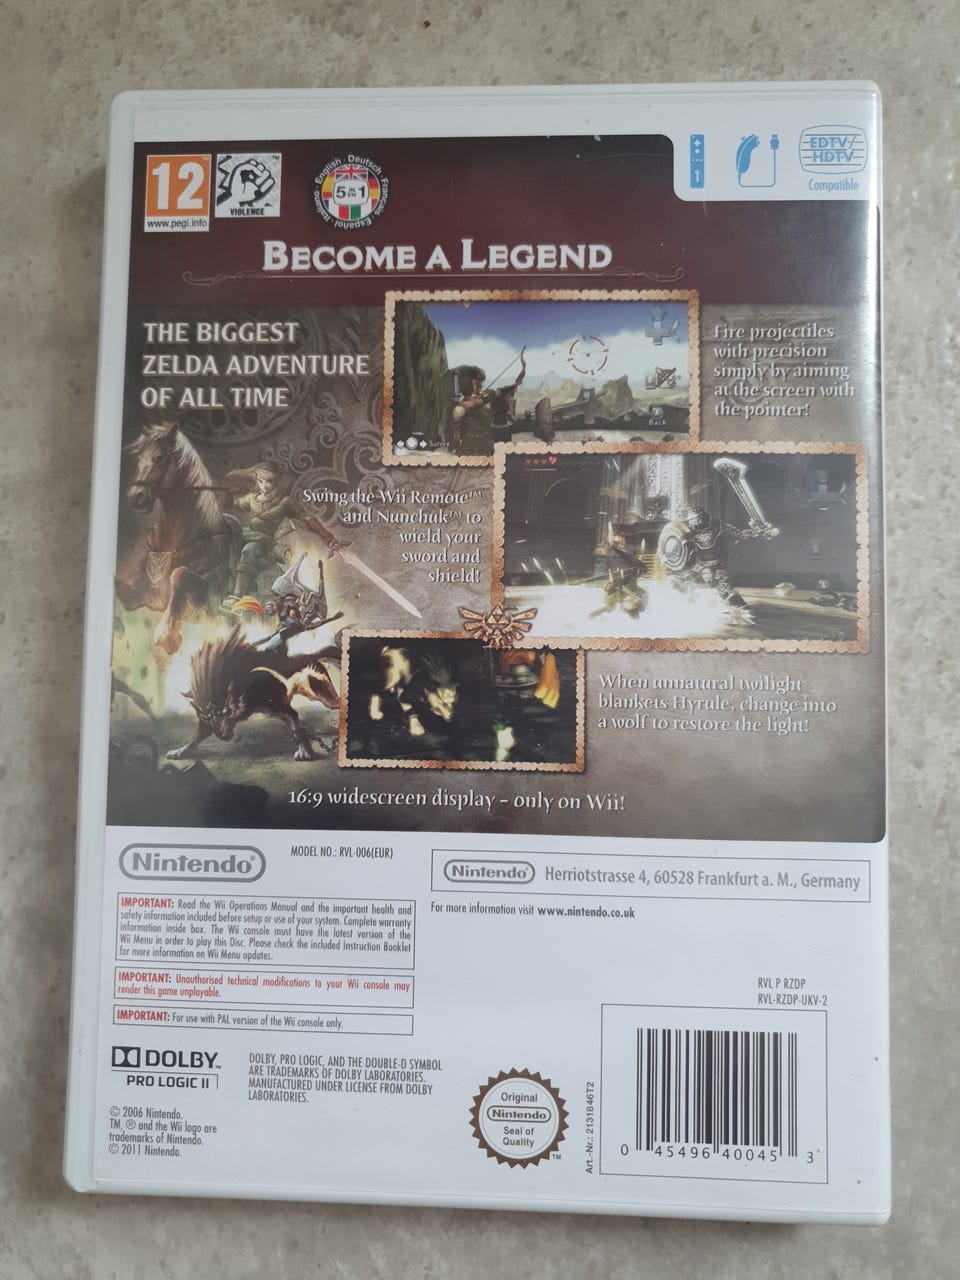 12
www.pegi.info
VIOLENCE
English · Deutsch · Français · Español · Italiano
5 IN EN 1
1
EDTV/
HDTV
Compatible
BECOME A LEGEND
THE BIGGEST
ZELDA ADVENTURE
OF ALL TIME
Back
Fire projectiles
with precision
simply by aiming
at the screen with
the pointer!
Swing the Wii Remote™
and Nunchuk™ to
wield your
sword and
shield!
When unnatural twilight
blankets Hyrule, change into
a wolf to restore the light!
16:9 widescreen display – only on Wii!
Nintendo®
MODEL NO.: RVL-006(EUR)
Nintendo® Herriotstrasse 4, 60528 Frankfurt a. M., Germany
For more information visit www.nintendo.co.uk
IMPORTANT: Read the Wii Operations Manual and the important health and
safety information included before setup or use of your system. Complete warranty
information inside box. The Wii console must have the latest version of the
Wii Menu in order to play this Disc. Please check the included Instruction Booklet
for more information on Wii Menu updates.
IMPORTANT: Unauthorised technical modifications to your Wii console may
render this game unplayable.
IMPORTANT: For use with PAL version of the Wii console only.
RVL P RZDP
RVL-RZDP-UKV-2
DOLBY™
PRO LOGIC II
DOLBY, PRO LOGIC, AND THE DOUBLE-D SYMBOL
ARE TRADEMARKS OF DOLBY LABORATORIES.
MANUFACTURED UNDER LICENSE FROM DOLBY
LABORATORIES.
© 2006 Nintendo.
TM, ® and the Wii logo are
trademarks of Nintendo.
© 2011 Nintendo.
Original
Nintendo®
Seal of
Quality
TM
Art.-Nr.: 2131846T2
0 45496 40045 3